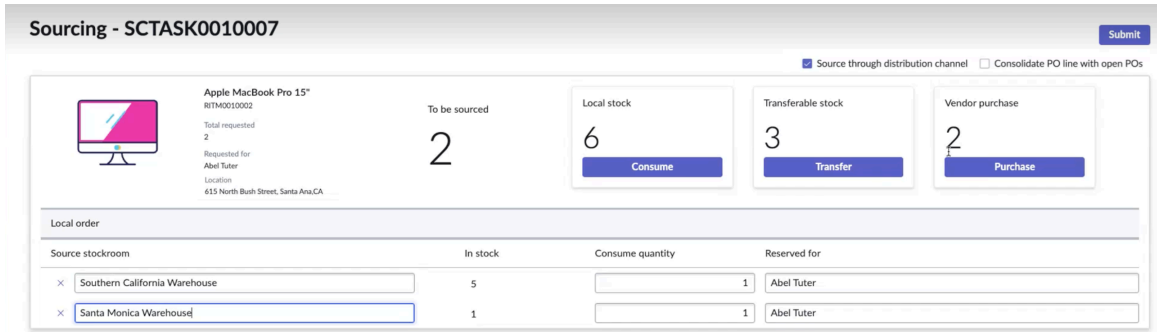 Sourcing - SCTASK0010007
Submit
Source through distribution channel Consolidate PO line with open POs
Apple MacBook Pro 15"
RITM0010002
Total requested
2
Requested for
Abel Tuter
Location
615 North Bush Street, Santa Ana,CA
To be sourced
2
Local stock
6
Consume
Transferable stock
3
Transfer
Vendor purchase
2
Purchase
Local order
Source stockroom In stock Consume quantity Reserved for
× Southern California Warehouse 5 1 Abel Tuter
× Santa Monica Warehouse 1 1 Abel Tuter